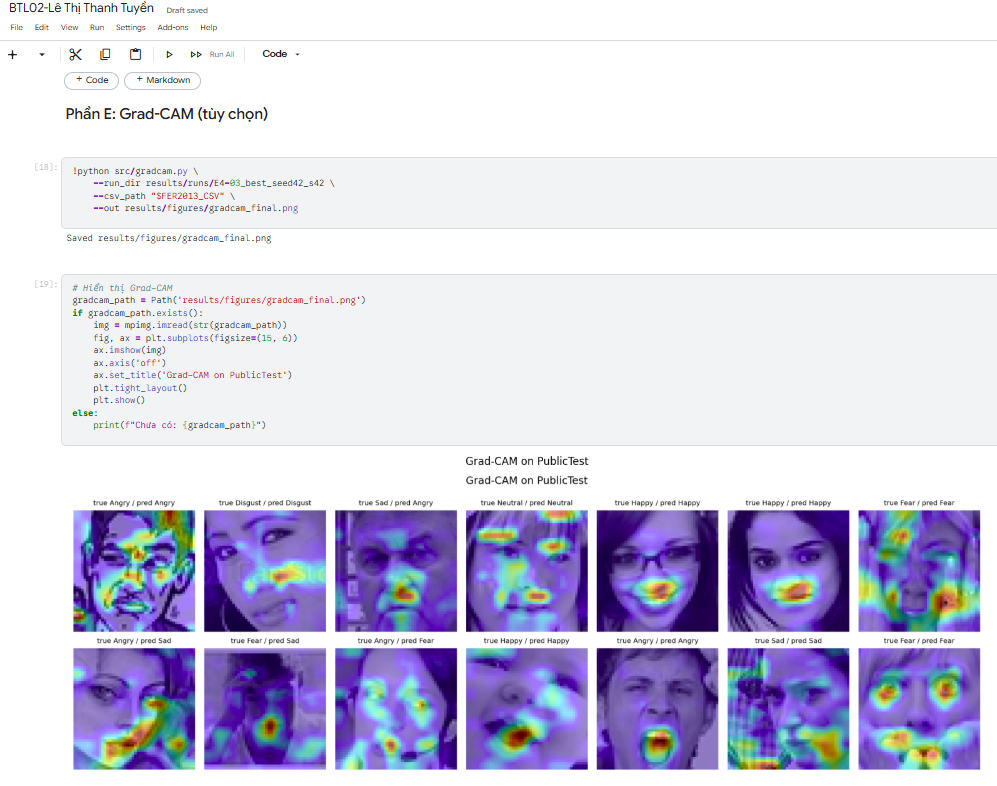 BTL02-Lê Thị Thanh Tuyền Draft saved
File Edit View Run Settings Add-ons Help
Run All Code
+ Code + Markdown
Phần E: Grad-CAM (tùy chọn)
[18]:
!python src/gradcam.py \
--run_dir results/runs/E4-03_best_seed42_s42 \
--csv_path "$FER2013_CSV" \
--out results/figures/gradcam_final.png
Saved results/figures/gradcam_final.png
[19]:
# Hiển thị Grad-CAM
gradcam_path = Path('results/figures/gradcam_final.png')
if gradcam_path.exists():
img = mpimg.imread(str(gradcam_path))
fig, ax = plt.subplots(figsize=(15, 6))
ax.imshow(img)
ax.axis('off')
ax.set_title('Grad-CAM on PublicTest')
plt.tight_layout()
plt.show()
else:
print(f"Chưa có: {gradcam_path}")
Grad-CAM on PublicTest
Grad-CAM on PublicTest
true Angry / pred Angry true Disgust / pred Disgust true Sad / pred Angry true Neutral / pred Neutral true Happy / pred Happy true Happy / pred Happy true Fear / pred Fear
true Angry / pred Sad true Fear / pred Sad true Angry / pred Fear true Happy / pred Happy true Angry / pred Angry true Sad / pred Sad true Fear / pred Fear